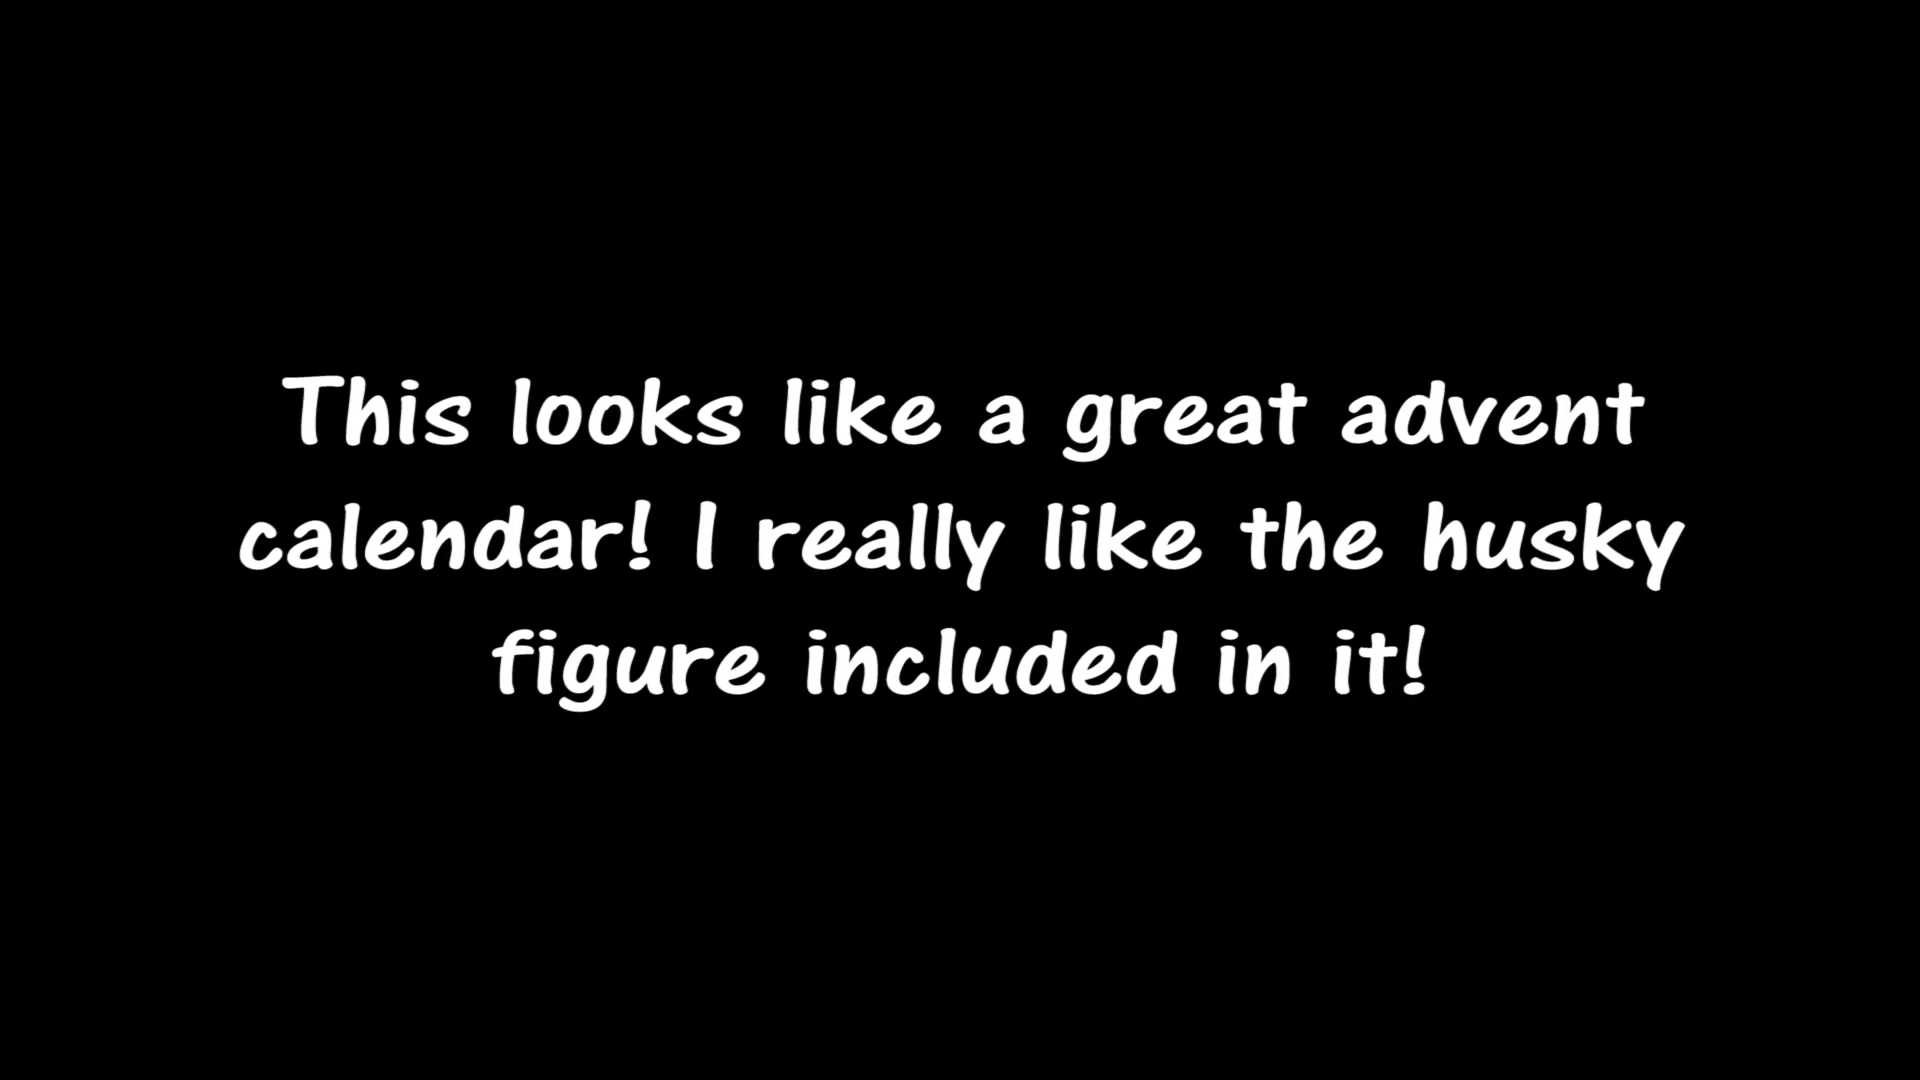 This looks like a great advent
calendar! I really like the husky
figure included in it!